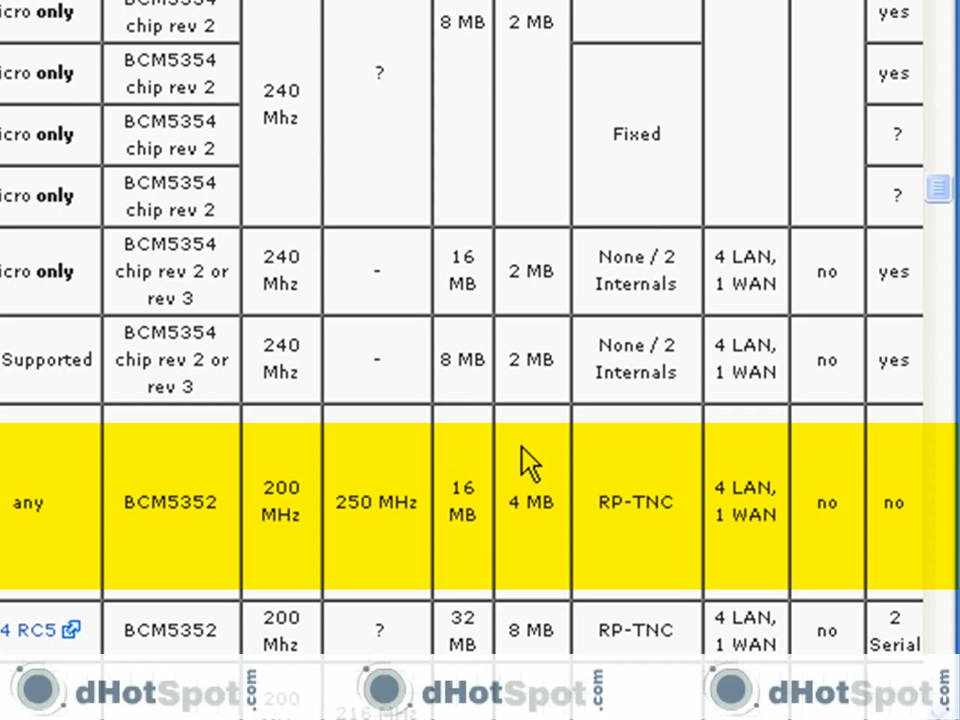 icro only
chip rev 2
8 MB
2 MB
yes
icro only
BCM5354
chip rev 2
240
Mhz
?
yes
icro only
BCM5354
chip rev 2
Fixed
?
icro only
BCM5354
chip rev 2
?
icro only
BCM5354
chip rev 2 or
rev 3
240
Mhz
-
16
MB
2 MB
None / 2
Internals
4 LAN,
1 WAN
no
yes
Supported
BCM5354
chip rev 2 or
rev 3
240
Mhz
-
8 MB
2 MB
None / 2
Internals
4 LAN,
1 WAN
no
yes
any
BCM5352
200
MHz
250 MHz
16
MB
4 MB
RP-TNC
4 LAN,
1 WAN
no
no
4 RC5
BCM5352
200
Mhz
?
32
MB
8 MB
RP-TNC
4 LAN,
1 WAN
no
2
Serial
dHotSpot.com
dHotSpot.com
dHotSpot.com
200
216 MHz